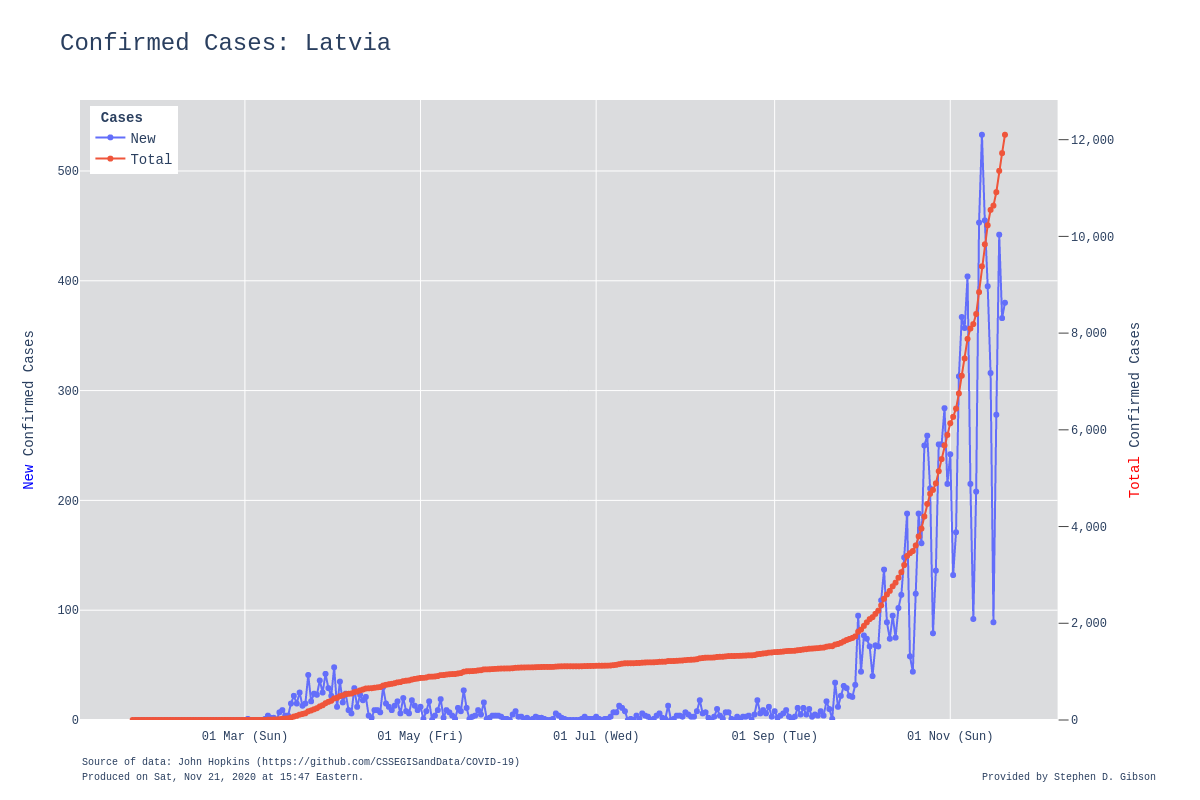 Confirmed Cases: Latvia
Cases
New
Total
500
400
300
200
100
0
12,000
10,000
8,000
6,000
4,000
2,000
0
New Confirmed Cases
Total Confirmed Cases
01 Mar (Sun)
01 May (Fri)
01 Jul (Wed)
01 Sep (Tue)
01 Nov (Sun)
Source of data: John Hopkins (https://github.com/CSSEGISandData/COVID-19)
Produced on Sat, Nov 21, 2020 at 15:47 Eastern.
Provided by Stephen D. Gibson